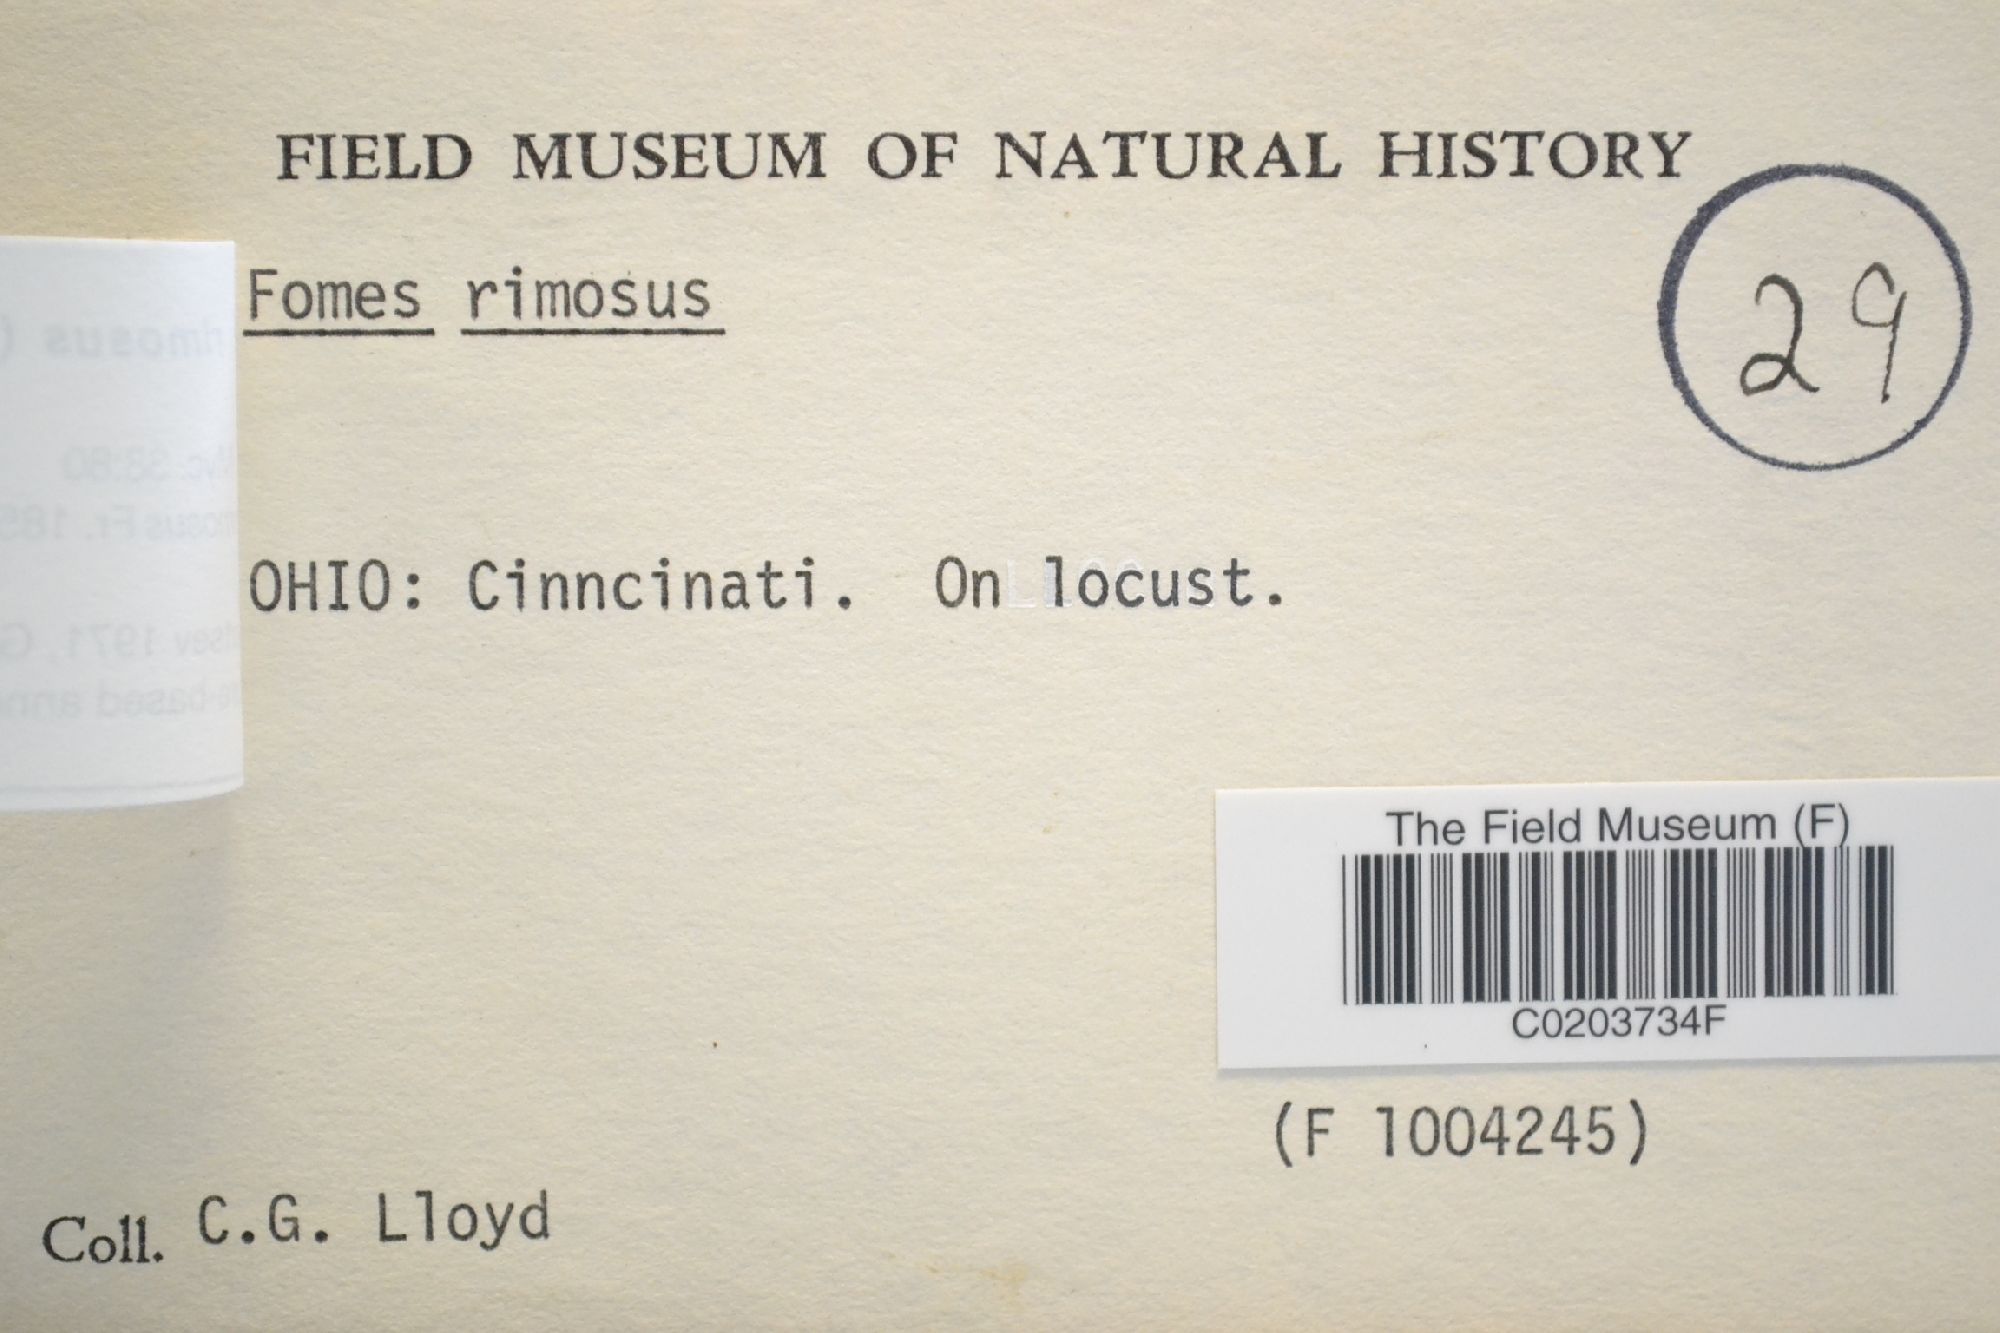 FIELD MUSEUM OF NATURAL HISTORY
29
Fomes rimosus
OHIO: Cinncinati. On locust.
The Field Museum (F)
C0203734F
(F 1004245)
Coll. C.G. Lloyd